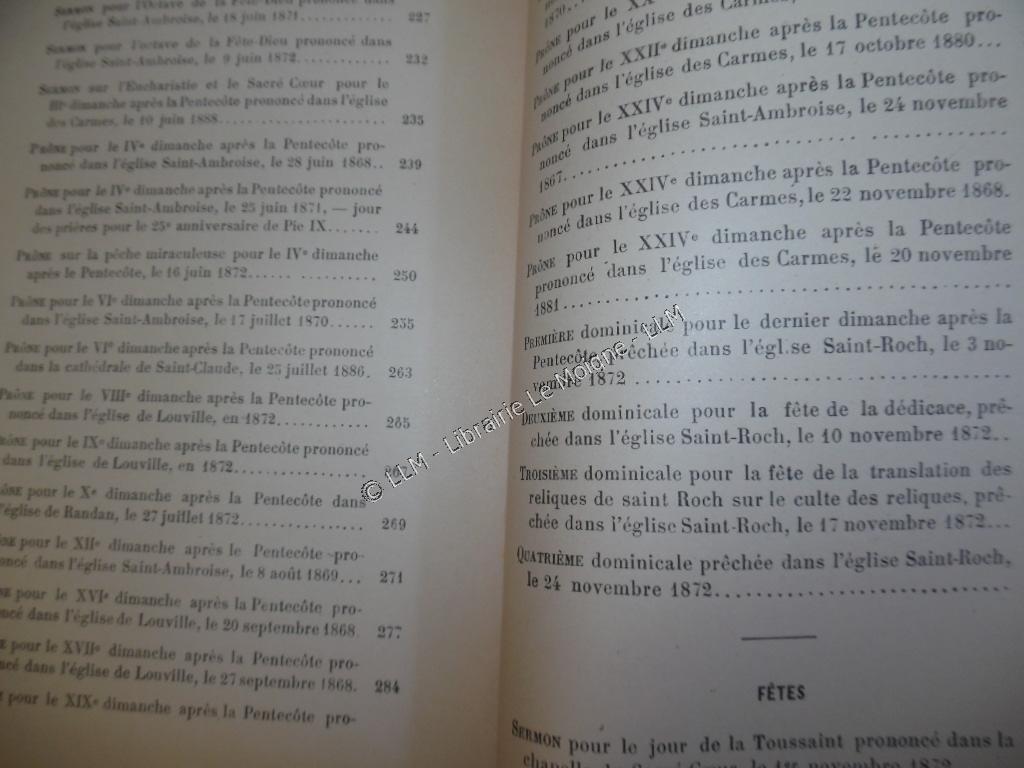 SERMON pour l'Octave de la Fête-Dieu prononcé dans
l'église Saint-Ambroise, le 18 juin 1871 ............ 227
SERMON pour l'octave de la Fête-Dieu prononcé dans
l'église Saint-Ambroise, le 9 juin 1872 ............ 232
SERMON sur l'Eucharistie et le Sacré Cœur pour le
IIIe dimanche après la Pentecôte prononcé dans l'église
des Carmes, le 10 juin 1888 ...................... 235
PRÔNE pour le IVe dimanche après la Pentecôte pro-
noncé dans l'église Saint-Ambroise, le 28 juin 1868.. 239
PRÔNE pour le IVe dimanche après la Pentecôte prononcé
dans l'église Saint-Ambroise, le 25 juin 1871, — jour
des prières pour le 25e anniversaire de Pie IX ....... 244
PRÔNE sur la pêche miraculeuse pour le IVe dimanche
après le Pentecôte, le 16 juin 1872...... ............ 250
PRÔNE pour le VIe dimanche après la Pentecôte prononcé
dans l'église Saint-Ambroise, le 17 juillet 1870 ...... 255
PRÔNE pour le VIe dimanche après la Pentecôte prononcé
dans la cathédrale de Saint-Claude, le 25 juillet 1886. 263
PRÔNE pour le VIIIe dimanche après la Pentecôte pro-
noncé dans l'église de Louville, en 1872 ............ 265
PRÔNE pour le IXe dimanche après la Pentecôte prononcé
dans l'église de Louville, en 1872 ..................
PRÔNE pour le Xe dimanche après la Pentecôte dans
l'église de Randan, le 27 juillet 1872 ................ 269
PRÔNE pour le XIIe dimanche après le Pentecôte pro-
noncé dans l'église Saint-Ambroise, le 8 août 1869... 271
pour le XVIe dimanche après la Pentecôte pro-
noncé dans l'église de Louville, le 20 septembre 1868. 277
pour le XVIIe dimanche après la Pentecôte pro-
noncé dans l'église de Louville, le 27 septembre 1868. 284
pour le XIXe dimanche après la Pentecôte pro-
1870
PRÔNE pour le
noncé dans l'église des Carmes,
PRÔNE pour le XXIIe dimanche après la Pentecôte pro-
noncé dans l'église des Carmes, le 17 octobre 1880...
PRÔNE pour le XXIVe dimanche après la Pentecôte pro-
noncé dans l'église Saint-Ambroise, le 24 novembre
1867 ..............................................
PRÔNE pour le XXIVe dimanche après la Pentecôte pro-
noncé dans l'église des Carmes, le 22 novembre 1868.
PRÔNE pour le XXIVe dimanche après la Pentecôte
prononcé dans l'église des Carmes, le 20 novembre
1881 ..............................................
PREMIÈRE dominicale pour le dernier dimanche après la
Pentecôte prêchée dans l'église Saint-Roch, le 3 no-
vembre 1872 .......................................
DEUXIÈME dominicale pour la fête de la dédicace, prê-
chée dans l'église Saint-Roch, le 10 novembre 1872..
TROISIÈME dominicale pour la fête de la translation des
reliques de saint Roch sur le culte des reliques, prê-
chée dans l'église Saint-Roch, le 17 novembre 1872...
QUATRIÈME dominicale prêchée dans l'église Saint-Roch,
le 24 novembre 1872 ..............................
FÊTES
SERMON pour le jour de la Toussaint prononcé dans la
chapelle du Sacré Cœur, le 1er novembre 1872
© LLM - Librairie Le Moigne - LLM